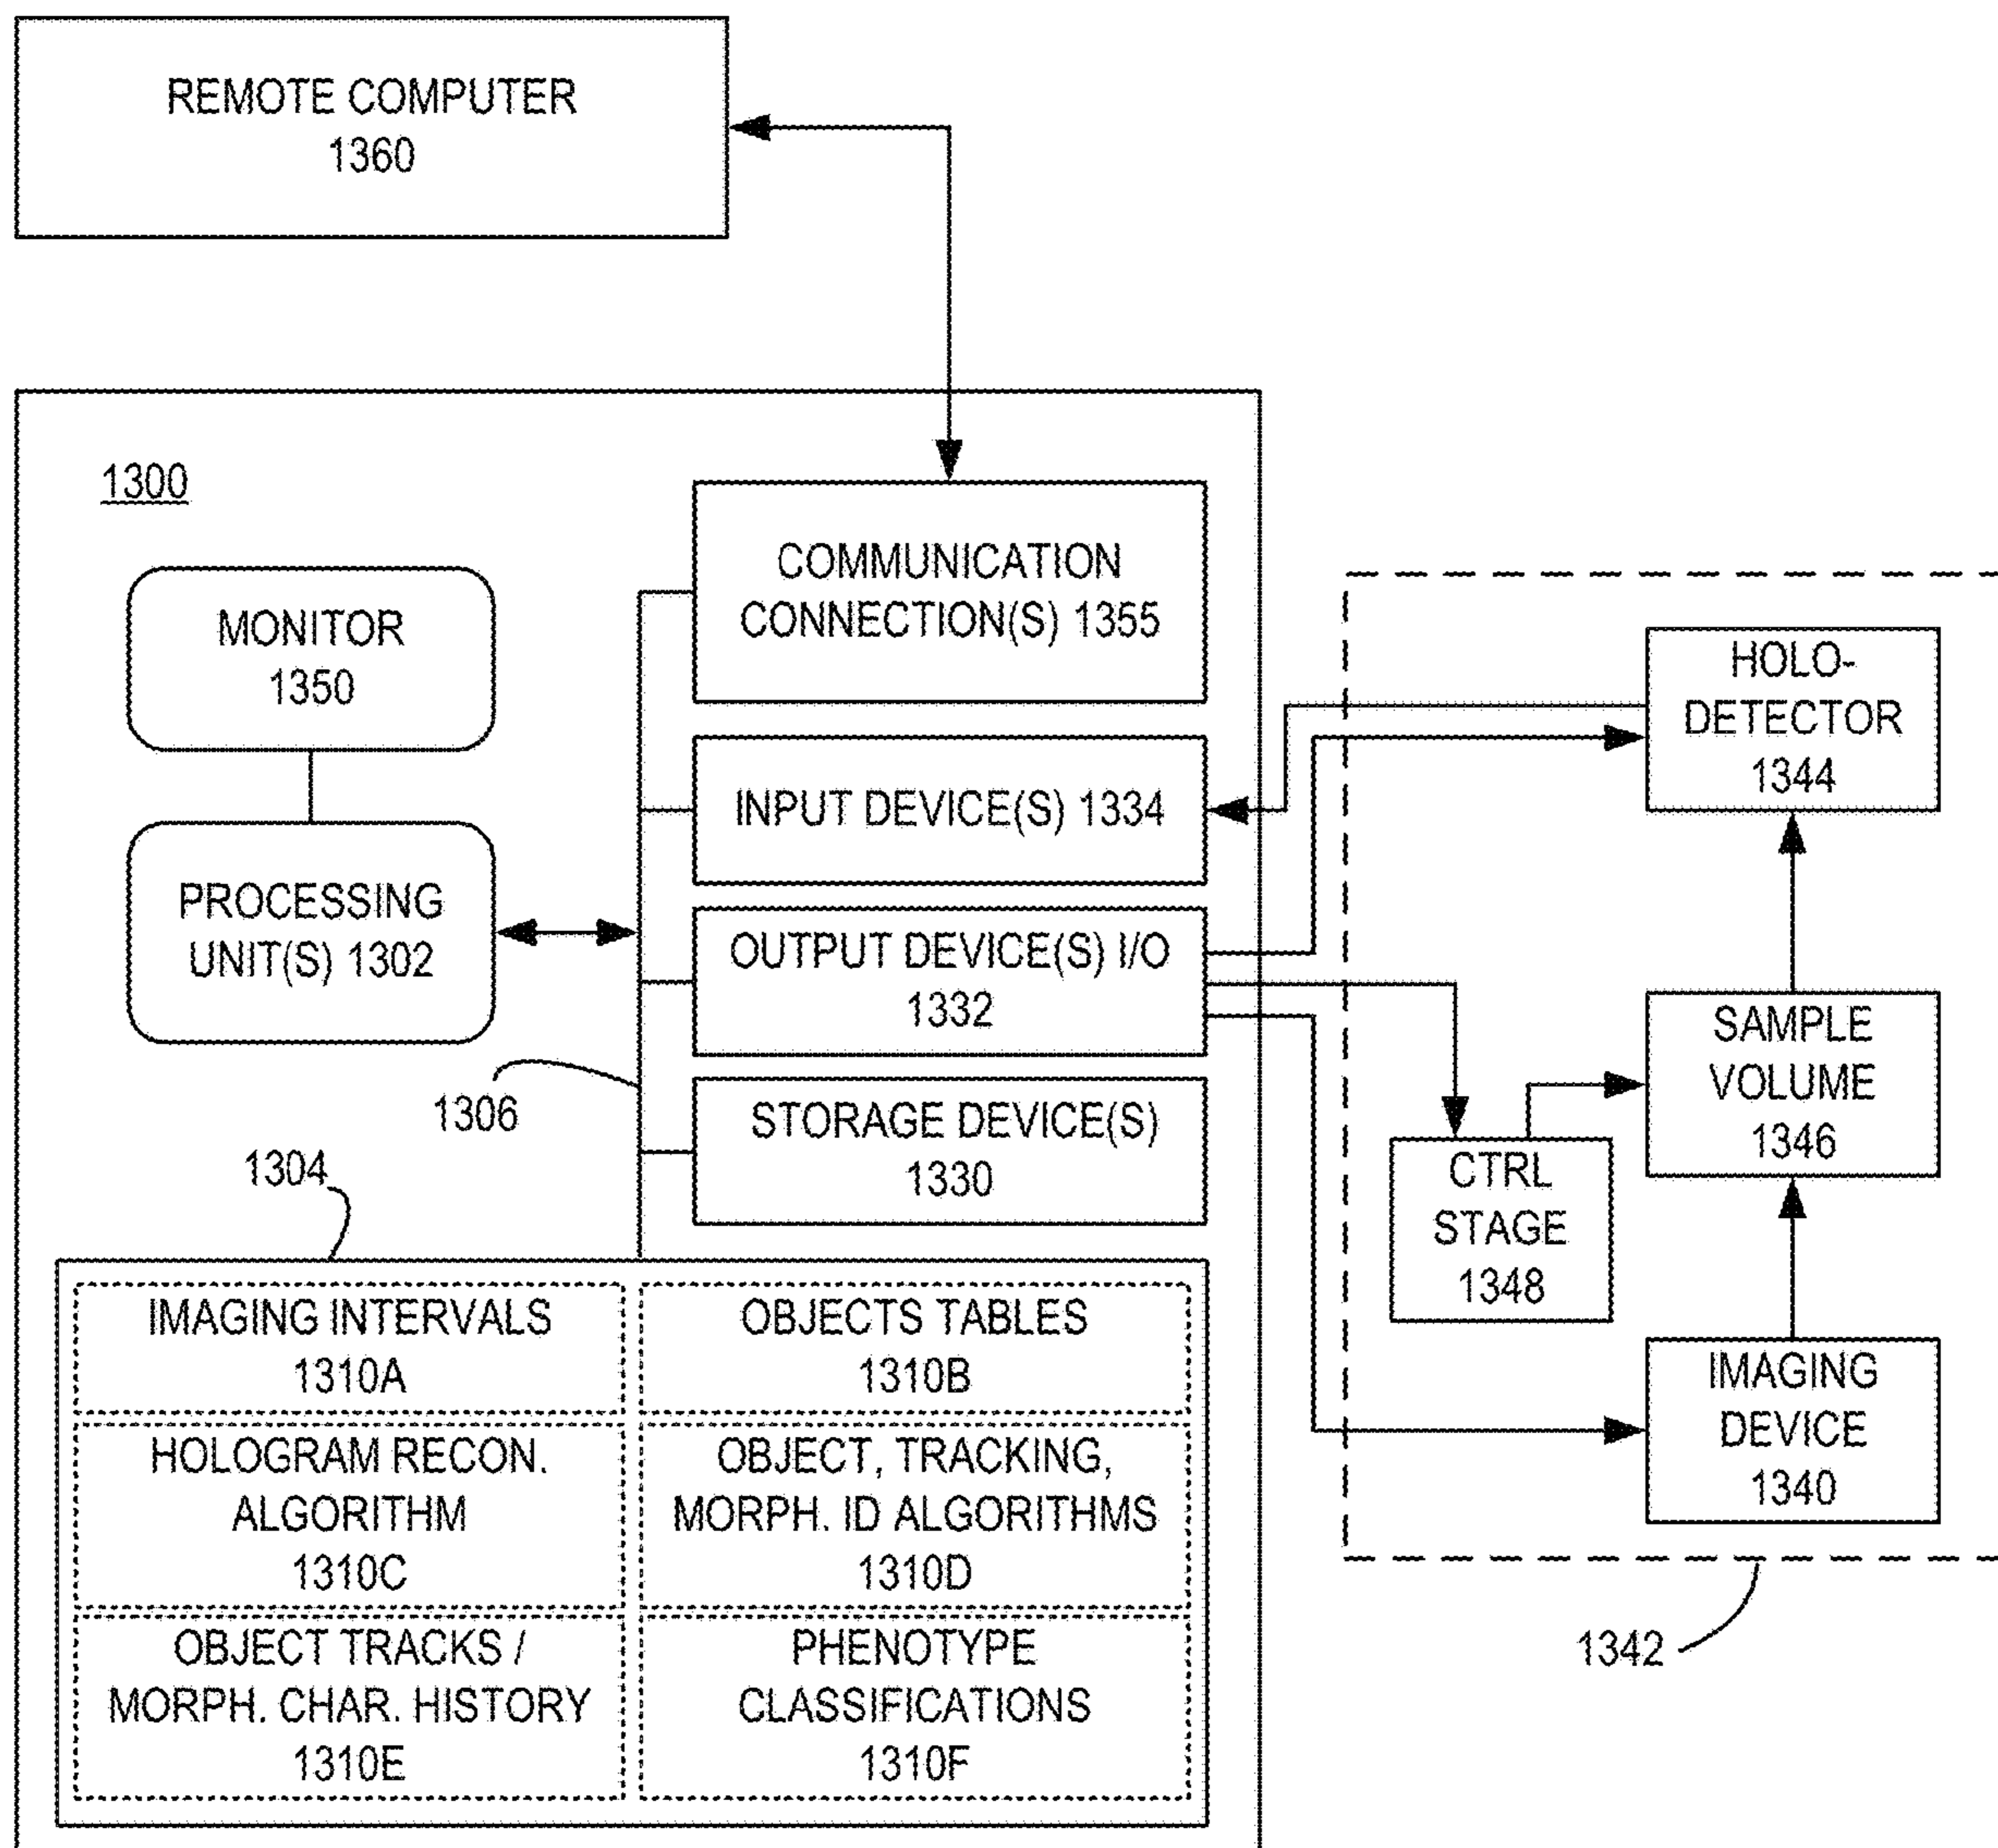 REMOTE COMPUTER
1360
1300
COMMUNICATION
CONNECTION(S) 1355
MONITOR
1350
HOLO-
DETECTOR
1344
INPUT DEVICE(S) 1334
PROCESSING
UNIT(S) 1302
OUTPUT DEVICE(S) I/O
1332
SAMPLE
VOLUME
1346
1306
STORAGE DEVICE(S)
1330
CTRL
STAGE
1348
1304
IMAGING INTERVALS
1310A
OBJECTS TABLES
1310B
IMAGING
DEVICE
1340
HOLOGRAM RECON.
ALGORITHM
1310C
OBJECT, TRACKING,
MORPH. ID ALGORITHMS
1310D
OBJECT TRACKS /
MORPH. CHAR. HISTORY
1310E
PHENOTYPE
CLASSIFICATIONS
1310F
1342